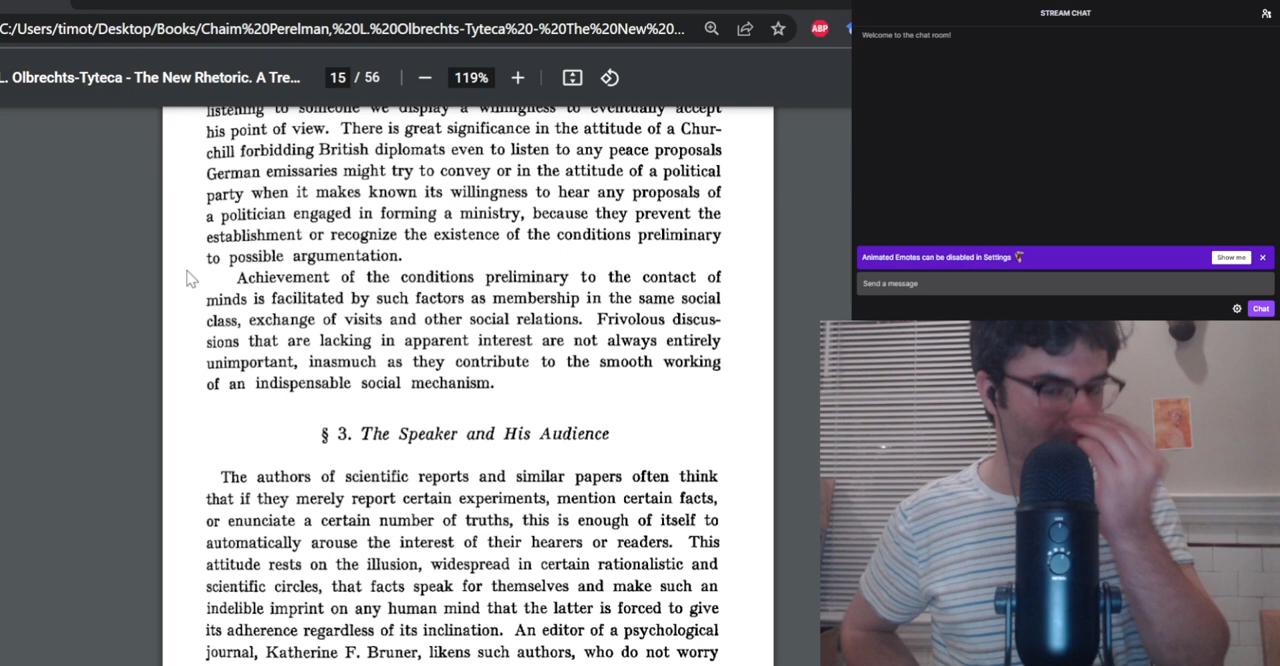 C:/Users/timot/Desktop/Books/Chaim%20Perelman,%20L.%20Olbrechts-Tyteca%20-%20The%20New%20...
ABP
L. Olbrechts-Tyteca - The New Rhetoric. A Tre...
15 / 56
119%
listening to someone we display a willingness to eventually accept
his point of view. There is great significance in the attitude of a Chur-
chill forbidding British diplomats even to listen to any peace proposals
German emissaries might try to convey or in the attitude of a political
party when it makes known its willingness to hear any proposals of
a politician engaged in forming a ministry, because they prevent the
establishment or recognize the existence of the conditions preliminary
to possible argumentation.
Achievement of the conditions preliminary to the contact of
minds is facilitated by such factors as membership in the same social
class, exchange of visits and other social relations. Frivolous discus-
sions that are lacking in apparent interest are not always entirely
unimportant, inasmuch as they contribute to the smooth working
of an indispensable social mechanism.
§ 3. The Speaker and His Audience
The authors of scientific reports and similar papers often think
that if they merely report certain experiments, mention certain facts,
or enunciate a certain number of truths, this is enough of itself to
automatically arouse the interest of their hearers or readers. This
attitude rests on the illusion, widespread in certain rationalistic and
scientific circles, that facts speak for themselves and make such an
indelible imprint on any human mind that the latter is forced to give
its adherence regardless of its inclination. An editor of a psychological
journal, Katherine F. Bruner, likens such authors, who do not worry
STREAM CHAT
Welcome to the chat room!
Animated Emotes can be disabled in Settings
Show me
Send a message
Chat